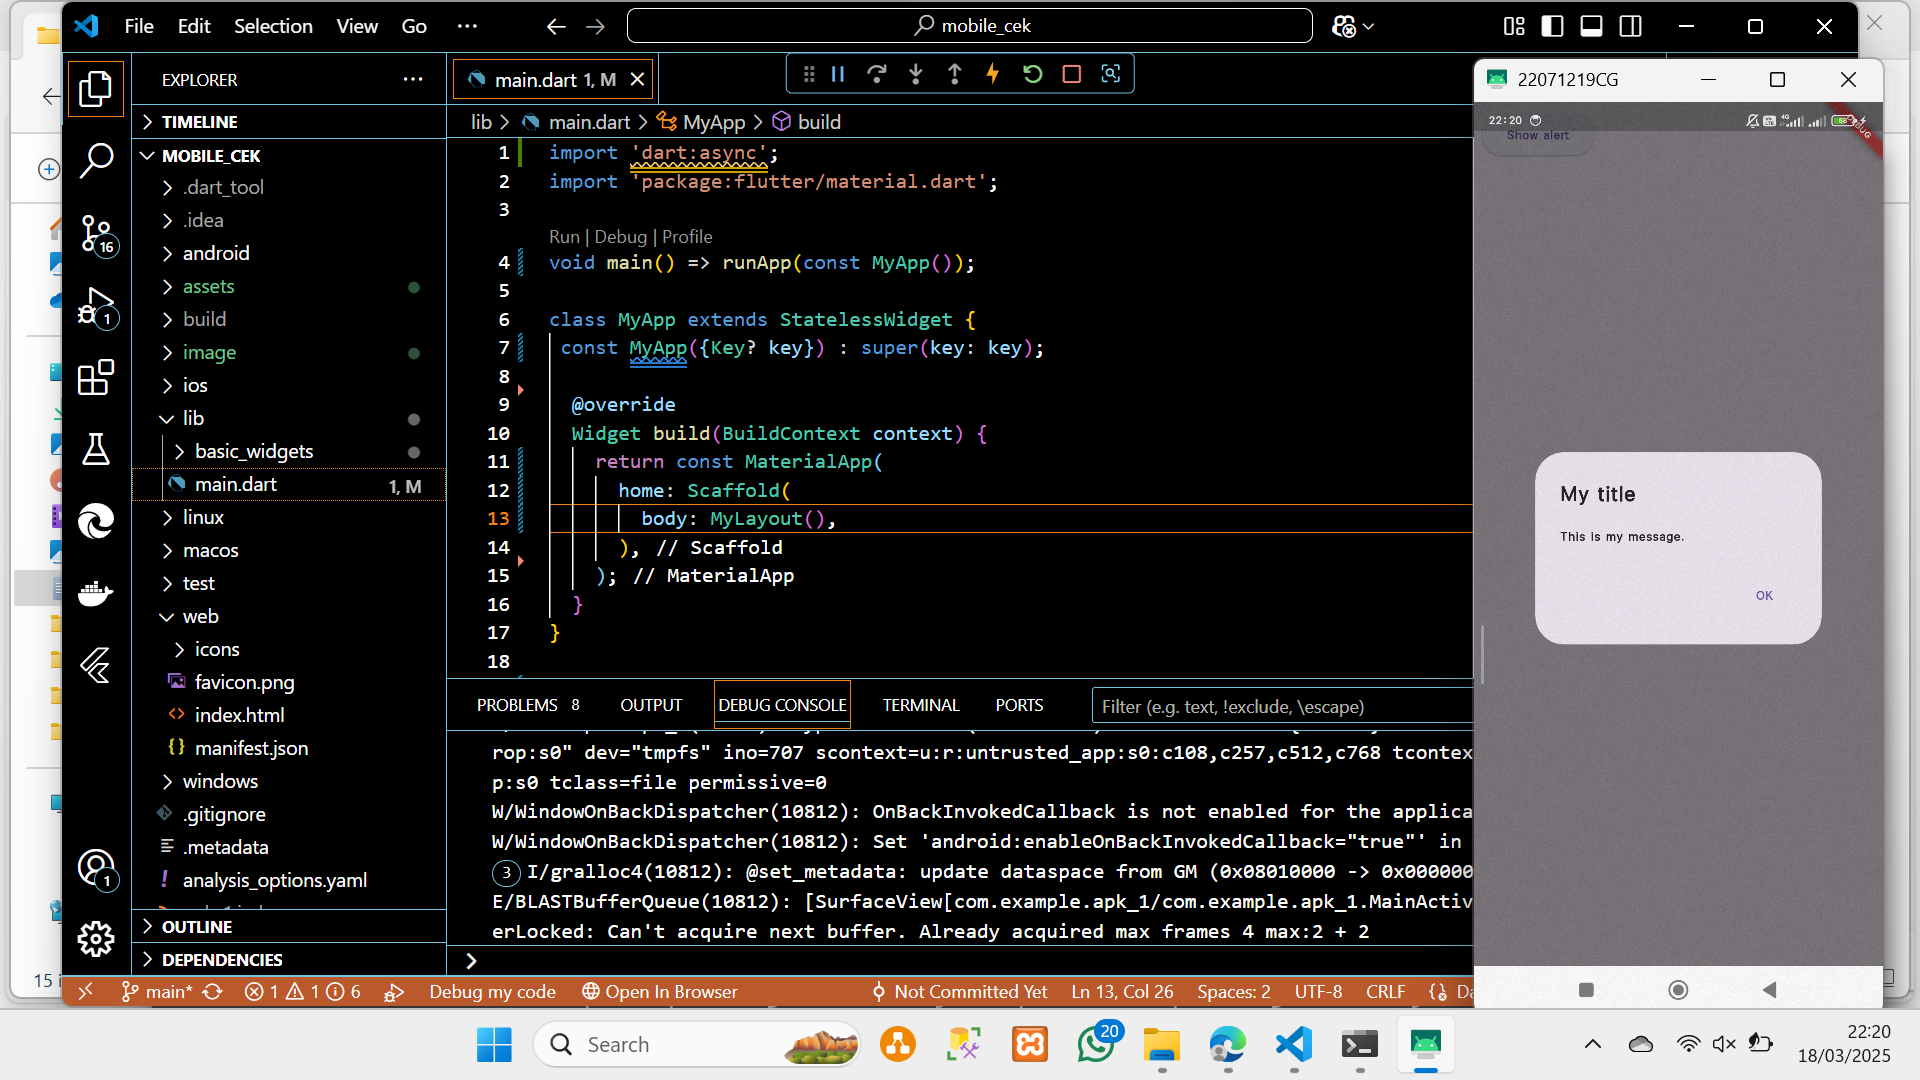 File Edit Selection View Go ··· mobile_cek
EXPLORER ···
TIMELINE
MOBILE_CEK
.dart_tool
.idea
android
assets
build
image
ios
lib
basic_widgets
main.dart 1, M
linux
macos
test
web
icons
favicon.png
index.html
manifest.json
windows
.gitignore
.metadata
analysis_options.yaml
OUTLINE
DEPENDENCIES
16
1
1
main.dart 1, M
lib > main.dart > MyApp > build
1 import 'dart:async';
2 import 'package:flutter/material.dart';
3
Run | Debug | Profile
4 void main() => runApp(const MyApp());
5
6 class MyApp extends StatelessWidget {
7 const MyApp({Key? key}) : super(key: key);
8
9 @override
10 Widget build(BuildContext context) {
11 return const MaterialApp(
12 home: Scaffold(
13 body: MyLayout(),
14 ), // Scaffold
15 ); // MaterialApp
16 }
17 }
18
PROBLEMS 8 OUTPUT DEBUG CONSOLE TERMINAL PORTS Filter (e.g. text, !exclude, \escape)
rop:s0" dev="tmpfs" ino=707 scontext=u:r:untrusted_app:s0:c108,c257,c512,c768 tcontex
p:s0 tclass=file permissive=0
W/WindowOnBackDispatcher(10812): OnBackInvokedCallback is not enabled for the applica
W/WindowOnBackDispatcher(10812): Set 'android:enableOnBackInvokedCallback="true"' in
3 I/gralloc4(10812): @set_metadata: update dataspace from GM (0x08010000 -> 0x000000
E/BLASTBufferQueue(10812): [SurfaceView[com.example.apk_1/com.example.apk_1.MainActiv
erLocked: Can't acquire next buffer. Already acquired max frames 4 max:2 + 2
>
main* 1 1 6 Debug my code Open In Browser Not Committed Yet Ln 13, Col 26 Spaces: 2 UTF-8 CRLF {} Da
22071219CG
22:20
Show alert
My title
This is my message.
OK
15 i
Search
20
22:20
18/03/2025